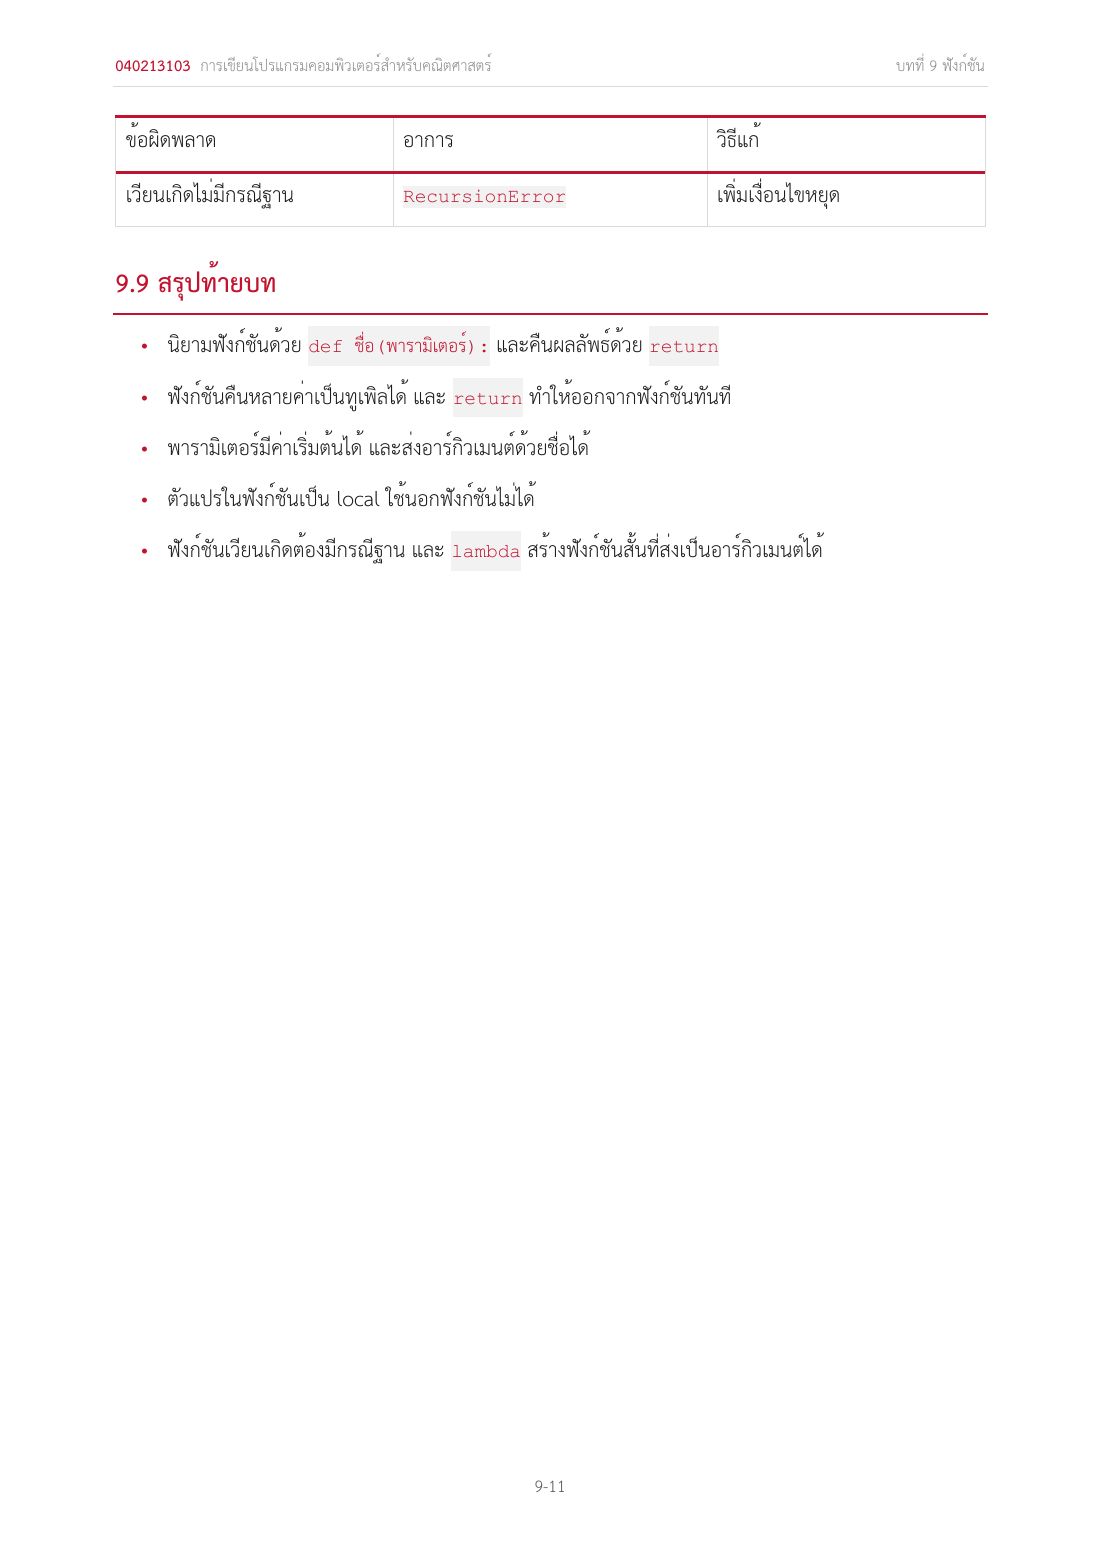 040213103 การเขียนโปรแกรมคอมพิวเตอร์สำหรับคณิตศาสตร์ บทที่ 9 ฟังก์ชัน
ข้อผิดพลาด อาการ วิธีแก้
เวียนเกิดไม่มีกรณีฐาน RecursionError เพิ่มเงื่อนไขหยุด
9.9 สรุปท้ายบท
• นิยามฟังก์ชันด้วย def ชื่อ(พารามิเตอร์): และคืนผลลัพธ์ด้วย return
• ฟังก์ชันคืนหลายค่าเป็นทูเพิลได้ และ return ทำให้ออกจากฟังก์ชันทันที
• พารามิเตอร์มีค่าเริ่มต้นได้ และส่งอาร์กิวเมนต์ด้วยชื่อได้
• ตัวแปรในฟังก์ชันเป็น local ใช้นอกฟังก์ชันไม่ได้
• ฟังก์ชันเวียนเกิดต้องมีกรณีฐาน และ lambda สร้างฟังก์ชันสั้นที่ส่งเป็นอาร์กิวเมนต์ได้
9-11